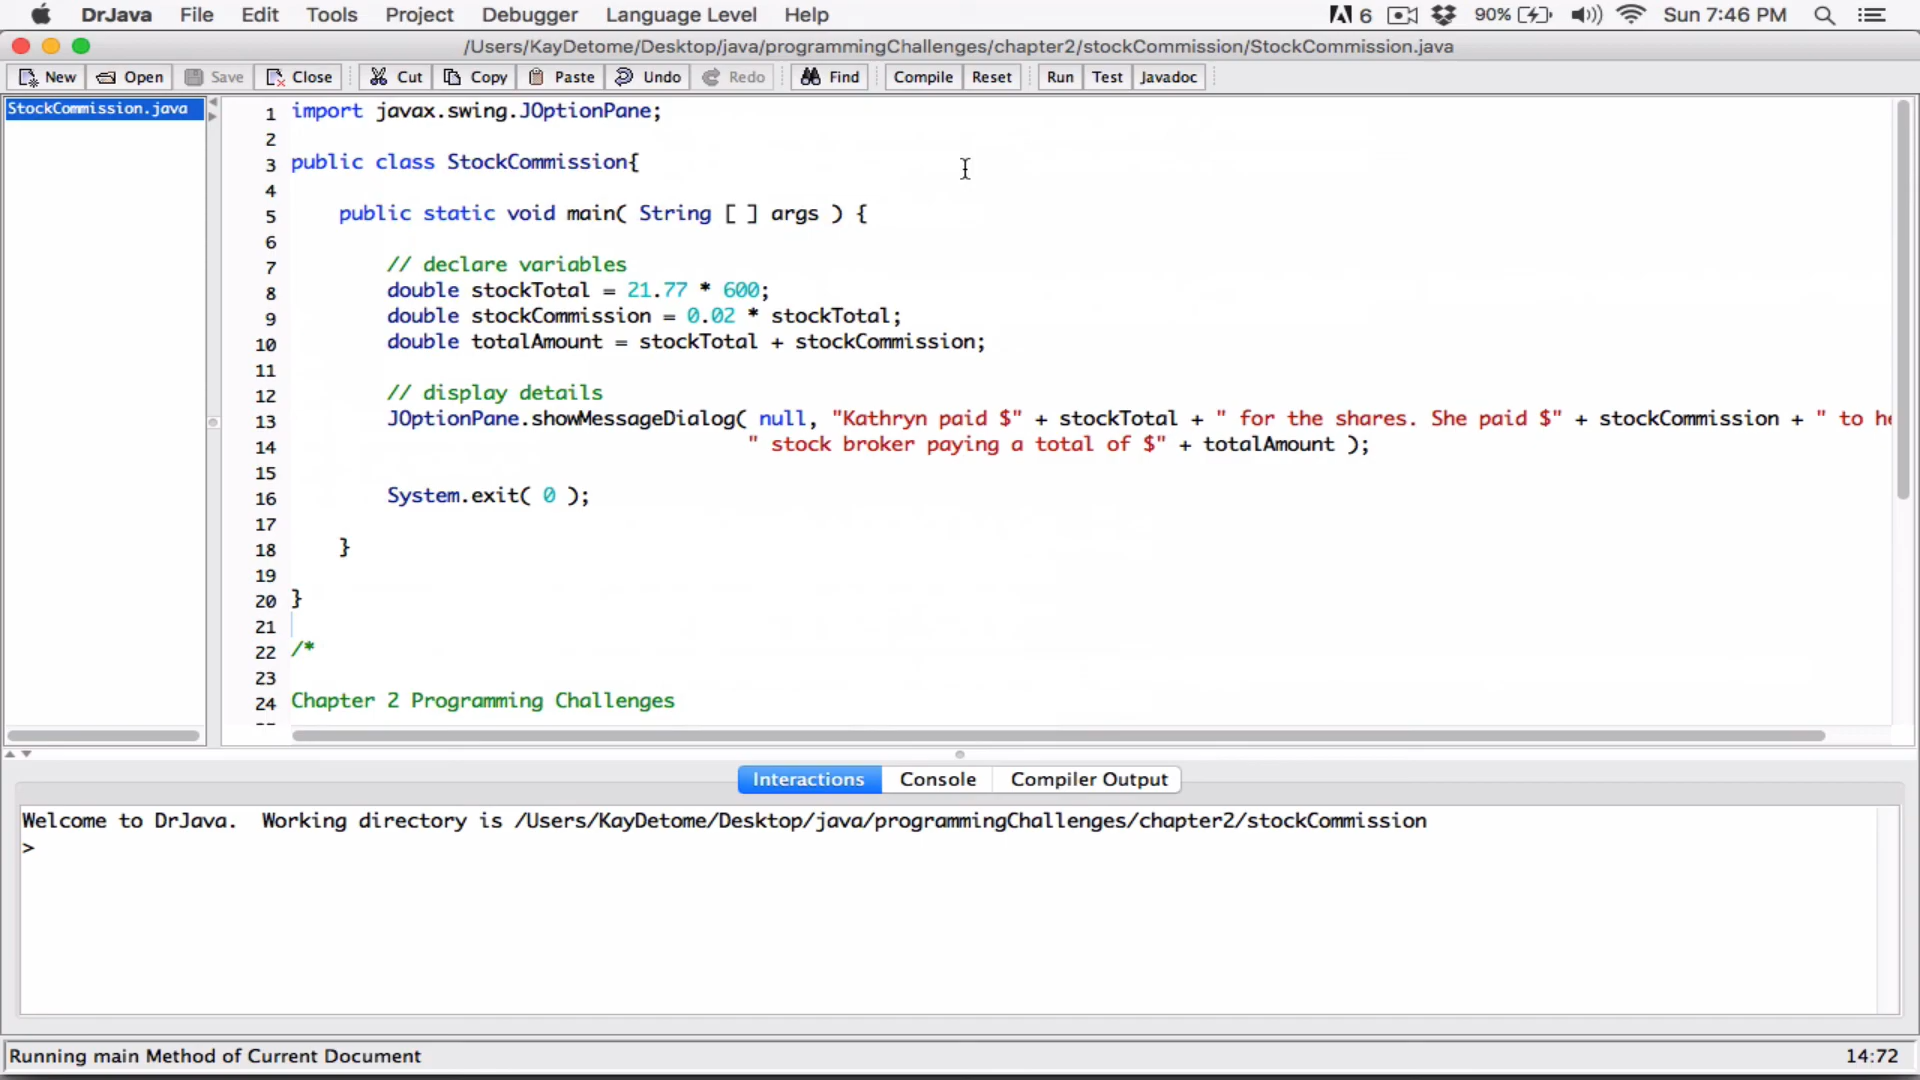 DrJava File Edit Tools Project Debugger Language Level Help 6 90% Sun 7:46 PM
/Users/KayDetome/Desktop/java/programmingChallenges/chapter2/stockCommission/StockCommission.java
New Open Save Close Cut Copy Paste Undo Redo Find Compile Reset Run Test Javadoc
StockCommission.java
1 import javax.swing.JOptionPane;
2
3 public class StockCommission{
4
5 public static void main( String [ ] args ) {
6
7 // declare variables
8 double stockTotal = 21.77 * 600;
9 double stockCommission = 0.02 * stockTotal;
10 double totalAmount = stockTotal + stockCommission;
11
12 // display details
13 JOptionPane.showMessageDialog( null, "Kathryn paid $" + stockTotal + " for the shares. She paid $" + stockCommission + " to he
14 " stock broker paying a total of $" + totalAmount );
15
16 System.exit( 0 );
17
18 }
19
20 }
21
22 /*
23
24 Chapter 2 Programming Challenges
Interactions Console Compiler Output
Welcome to DrJava. Working directory is /Users/KayDetome/Desktop/java/programmingChallenges/chapter2/stockCommission
>
Running main Method of Current Document 14:72